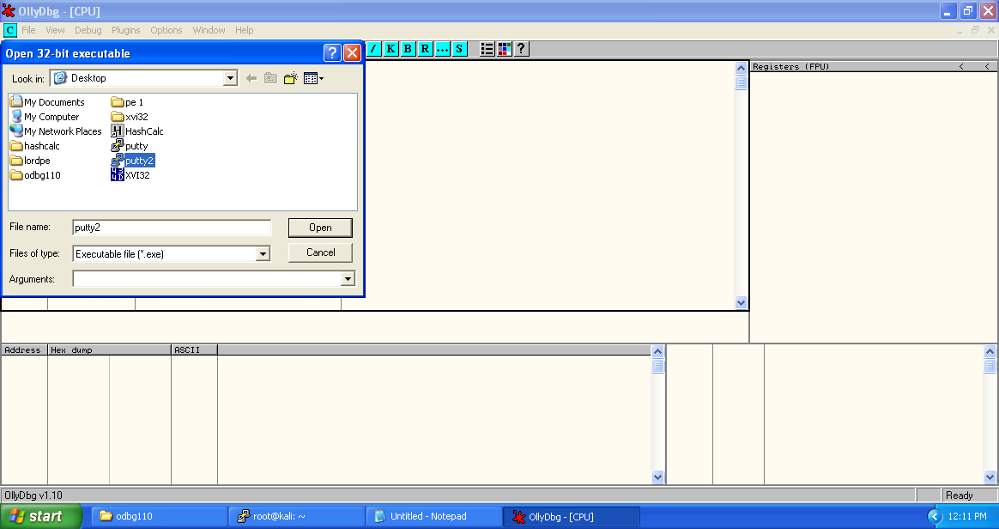 OllyDbg - [CPU]
C File View Debug Plugins Options Window Help
Open 32-bit executable ?
/ K B R ... S ?
Look in: Desktop
Registers (FPU) < <
My Documents pe 1
My Computer xvi32
My Network Places HashCalc
hashcalc putty
lordpe putty2
odbg110 XVI32
File name: putty2 Open
Files of type: Executable file (*.exe) Cancel
Arguments:
Address Hex dump ASCII
OllyDbg v1.10 Ready
start odbg110 root@kali: ~ Untitled - Notepad OllyDbg - [CPU] 12:11 PM